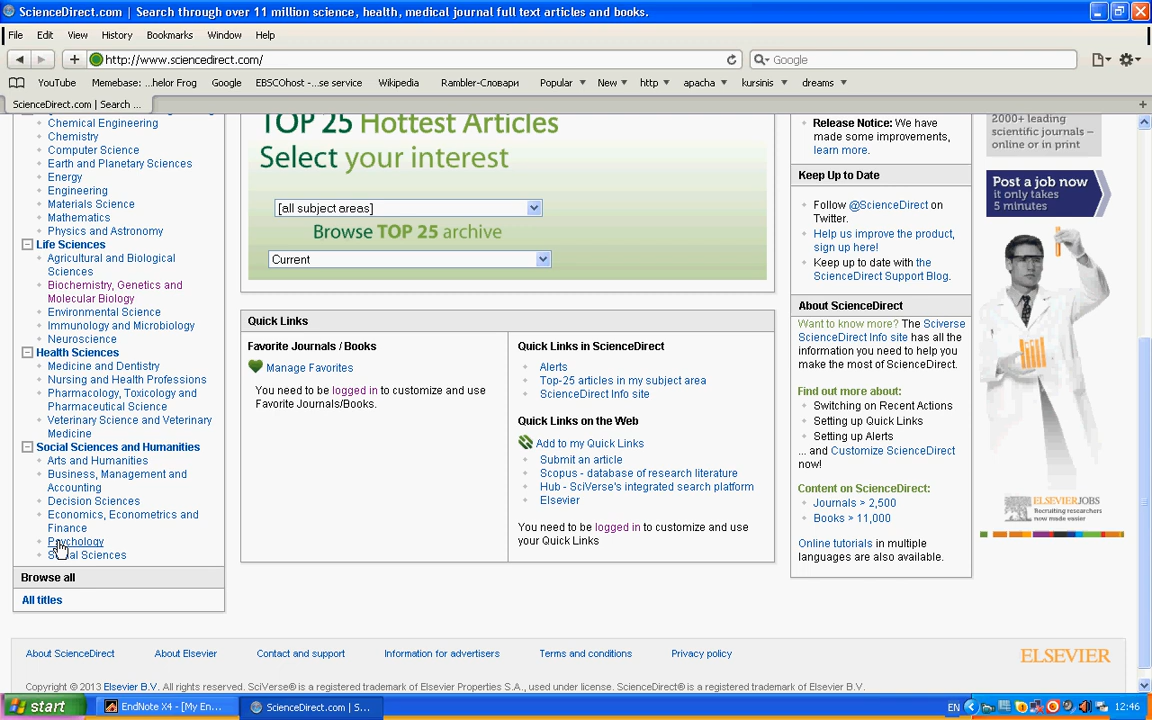 ScienceDirect.com | Search through over 11 million science, health, medical journal full text articles and books.
File Edit View History Bookmarks Window Help
http://www.sciencedirect.com/
Google
YouTube Memebase: ...helor Frog Google EBSCOhost -...se service Wikipedia Rambler-Словари Popular New http apacha kursinis dreams
ScienceDirect.com | Search ...
Chemical Engineering
Chemistry
Computer Science
Earth and Planetary Sciences
Energy
Engineering
Materials Science
Mathematics
Physics and Astronomy
Life Sciences
Agricultural and Biological
Sciences
Biochemistry, Genetics and
Molecular Biology
Environmental Science
Immunology and Microbiology
Neuroscience
Health Sciences
Medicine and Dentistry
Nursing and Health Professions
Pharmacology, Toxicology and
Pharmaceutical Science
Veterinary Science and Veterinary
Medicine
Social Sciences and Humanities
Arts and Humanities
Business, Management and
Accounting
Decision Sciences
Economics, Econometrics and
Finance
Psychology
Social Sciences
Browse all
All titles
TOP 25 Hottest Articles
Select your interest
[all subject areas]
Browse TOP 25 archive
Current
Quick Links
Favorite Journals / Books
Manage Favorites
You need to be logged in to customize and use
Favorite Journals/Books.
Quick Links in ScienceDirect
Alerts
Top-25 articles in my subject area
ScienceDirect Info site
Quick Links on the Web
Add to my Quick Links
Submit an article
Scopus - database of research literature
Hub - SciVerse's integrated search platform
Elsevier
You need to be logged in to customize and use
your Quick Links
Release Notice: We have
made some improvements,
learn more.
Keep Up to Date
Follow @ScienceDirect on
Twitter.
Help us improve the product,
sign up here!
Keep up to date with the
ScienceDirect Support Blog.
About ScienceDirect
Want to know more? The Sciverse
ScienceDirect Info site has all the
information you need to help you
make the most of ScienceDirect.
Find out more about:
Switching on Recent Actions
Setting up Quick Links
Setting up Alerts
... and Customize ScienceDirect
now!
Content on ScienceDirect:
Journals > 2,500
Books > 11,000
Online tutorials in multiple
languages are also available.
2000+ leading
scientific journals –
online or in print
Post a job now
it only takes
5 minutes
ELSEVIERJOBS
Recruiting researchers
now made easier
About ScienceDirect About Elsevier Contact and support Information for advertisers Terms and conditions Privacy policy
ELSEVIER
Copyright © 2013 Elsevier B.V. All rights reserved. SciVerse® is a registered trademark of Elsevier Properties S.A., used under license. ScienceDirect® is a registered trademark of Elsevier B.V.
start EndNote X4 - [My En... ScienceDirect.com | S... EN 12:46